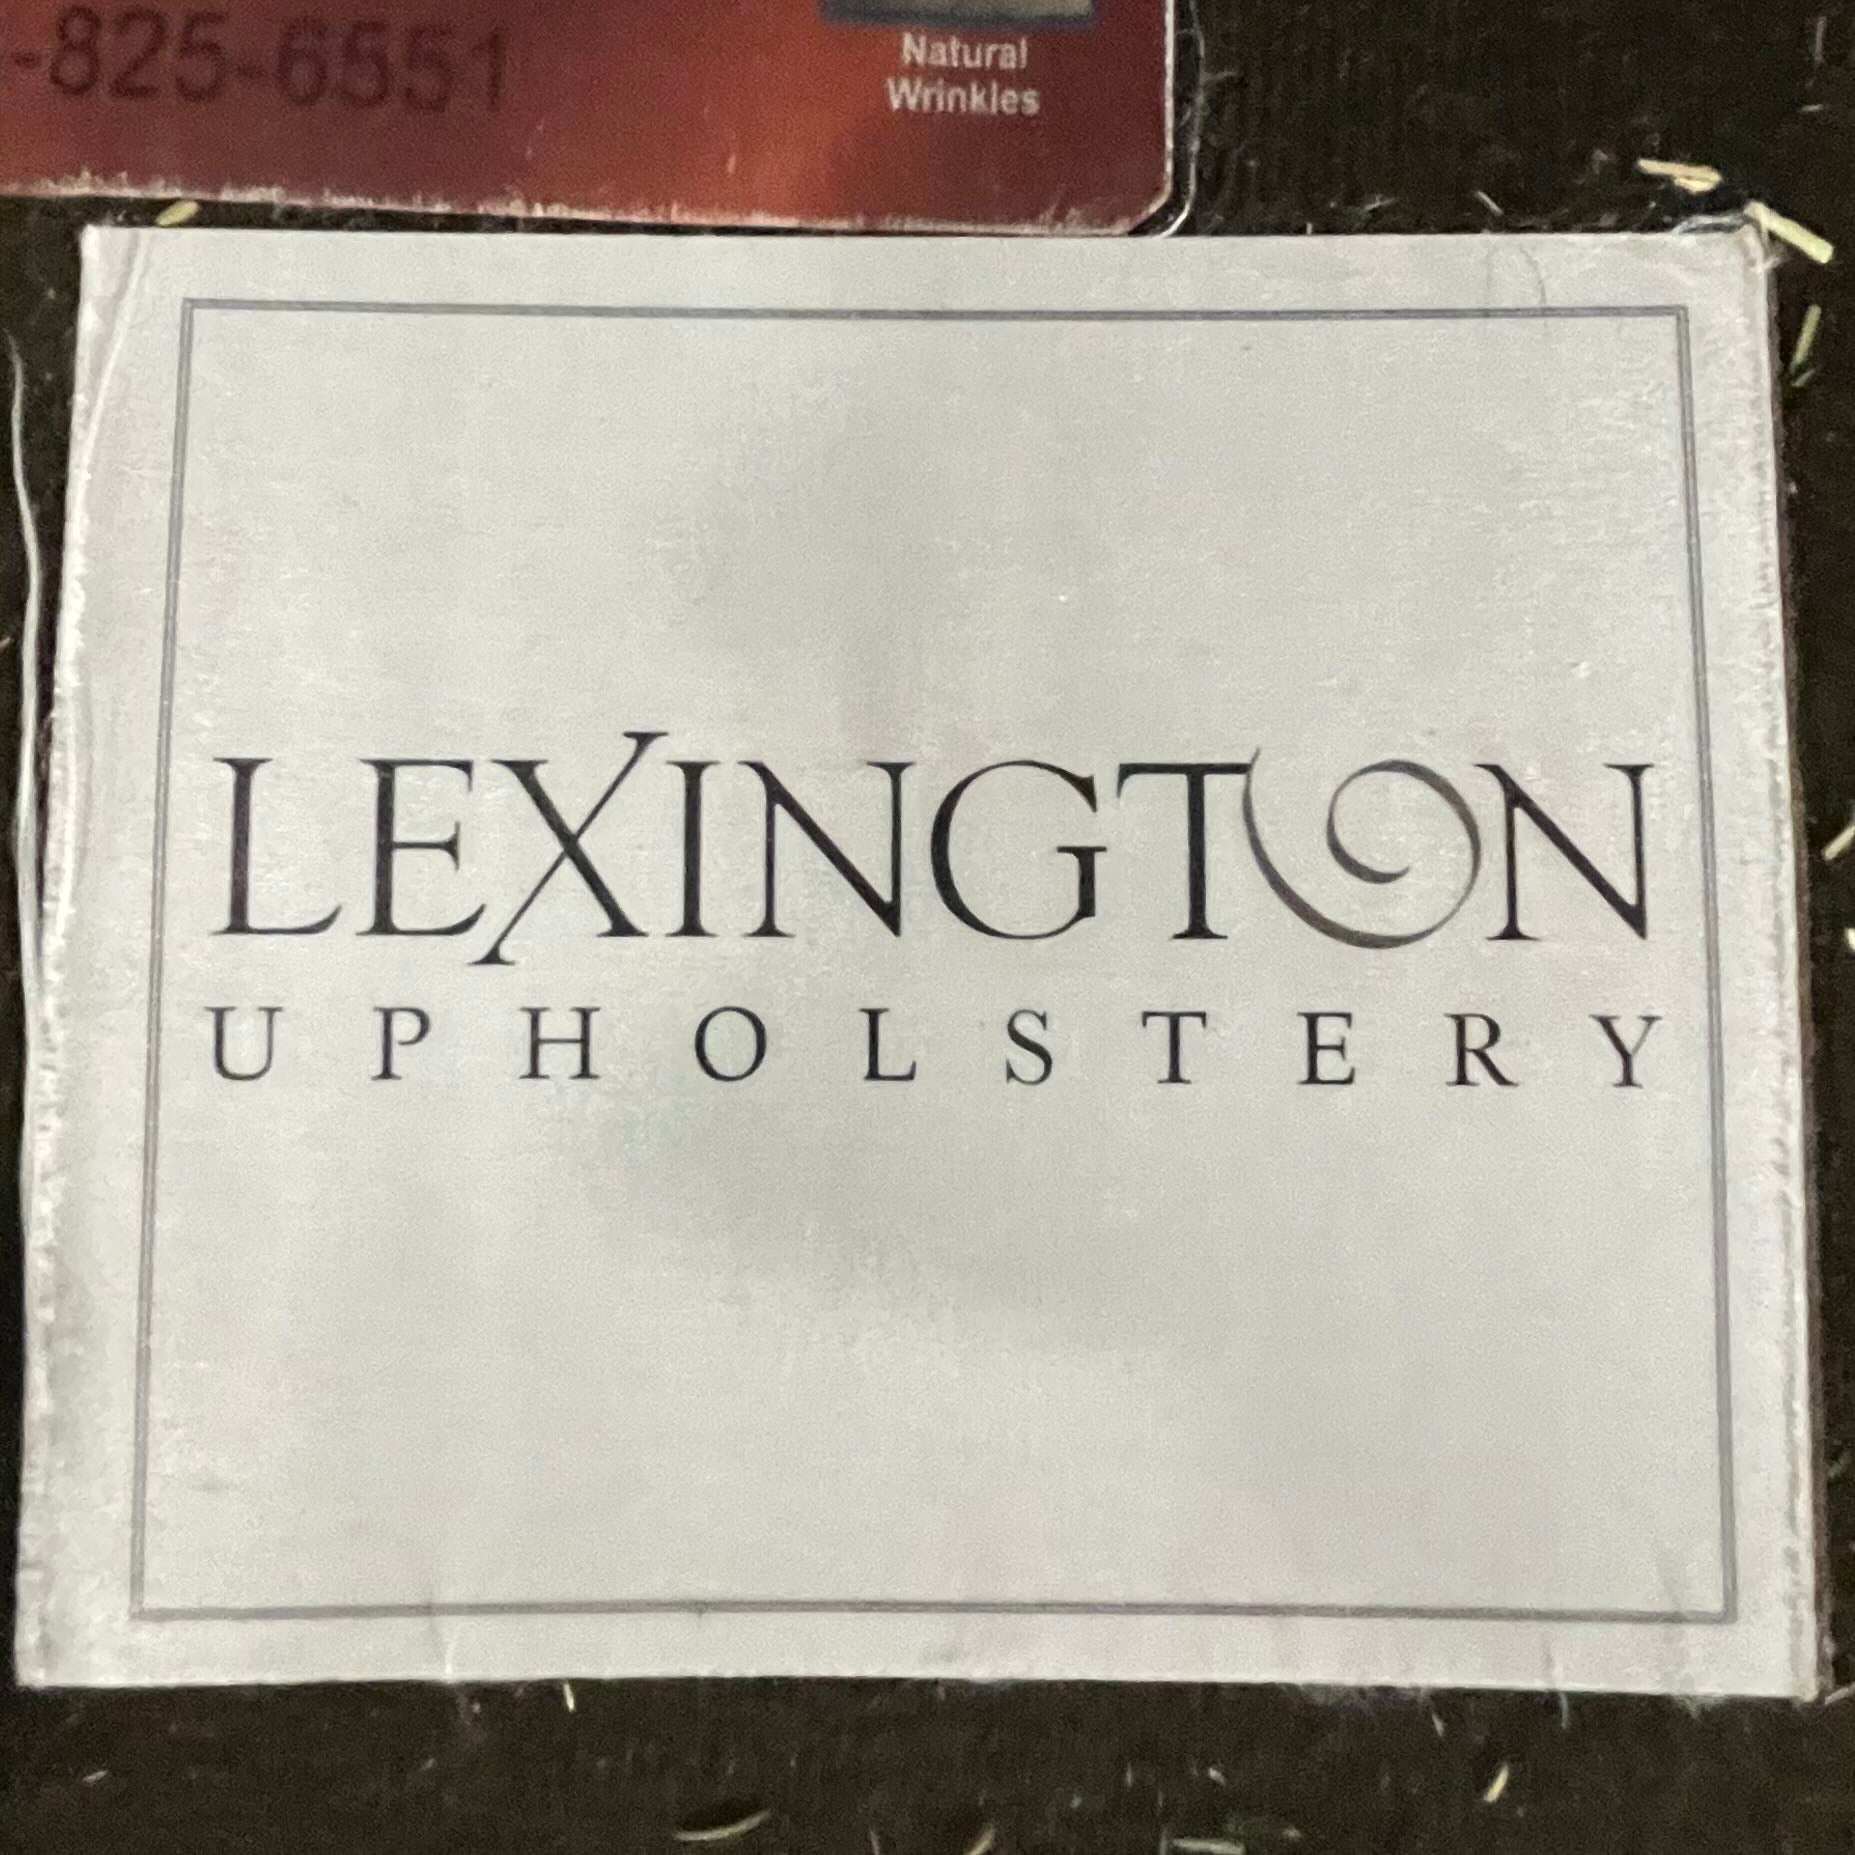 -825-6551
Natural
Wrinkles
LEXINGTON
UPHOLSTERY